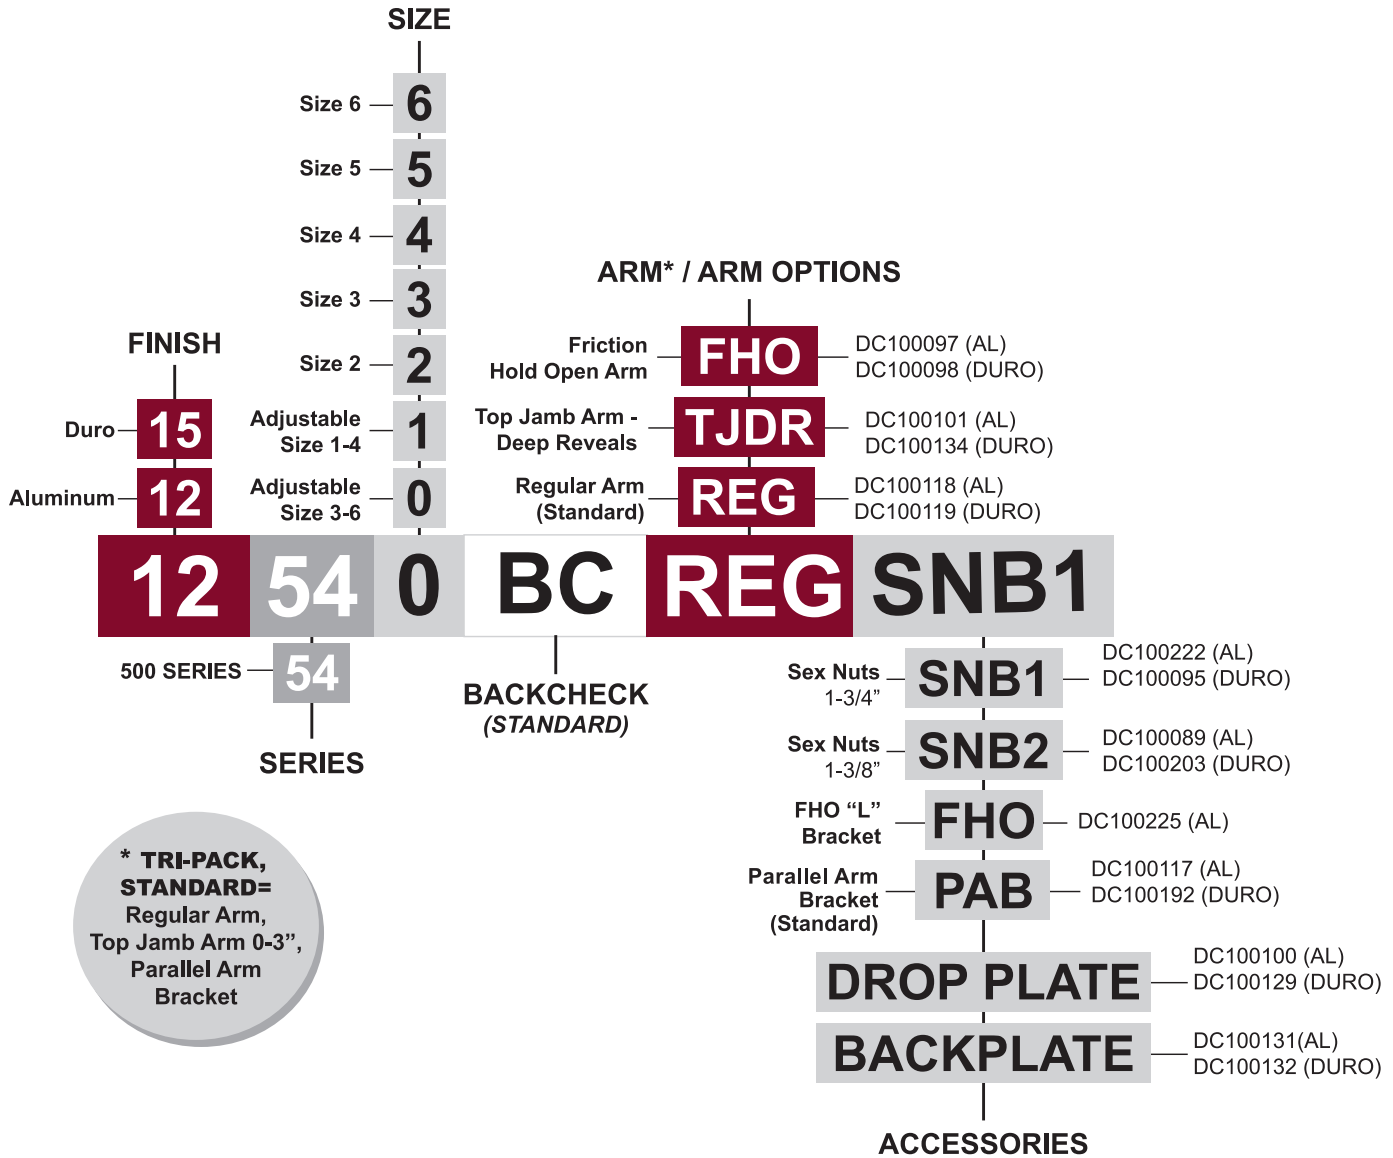 SIZE
Size 6
6
Size 5
5
Size 4
4
Size 3
3
Size 2
2
Adjustable
Size 1-4
1
Adjustable
Size 3-6
0
FINISH
Duro
15
Aluminum
12
ARM* / ARM OPTIONS
Friction
Hold Open Arm
FHO
DC100097 (AL)
DC100098 (DURO)
Top Jamb Arm -
Deep Reveals
TJDR
DC100101 (AL)
DC100134 (DURO)
Regular Arm
(Standard)
REG
DC100118 (AL)
DC100119 (DURO)
12 54 0 BC REG SNB1
500 SERIES
54
SERIES
BACKCHECK
(STANDARD)
Sex Nuts
1-3/4”
SNB1
DC100222 (AL)
DC100095 (DURO)
Sex Nuts
1-3/8”
SNB2
DC100089 (AL)
DC100203 (DURO)
FHO “L”
Bracket
FHO
DC100225 (AL)
Parallel Arm
Bracket
(Standard)
PAB
DC100117 (AL)
DC100192 (DURO)
DROP PLATE
DC100100 (AL)
DC100129 (DURO)
BACKPLATE
DC100131(AL)
DC100132 (DURO)
ACCESSORIES
* TRI-PACK,
STANDARD=
Regular Arm,
Top Jamb Arm 0-3”,
Parallel Arm
Bracket